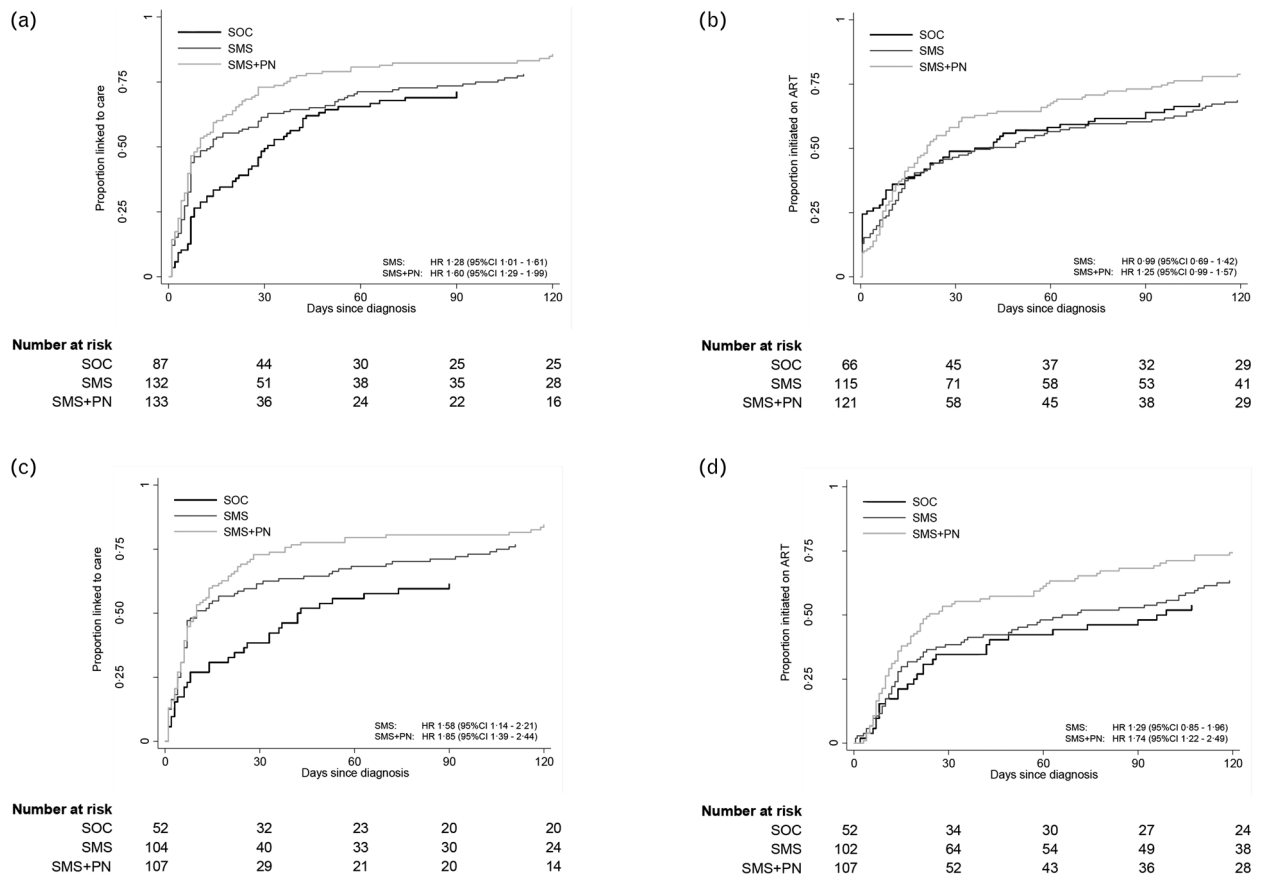 (a)
1
0·75
0·50
0·25
0
Proportion linked to care
SOC
SMS
SMS+PN
SMS: HR 1·28 (95%CI 1·01 - 1·61)
SMS+PN: HR 1·60 (95%CI 1·29 - 1·99)
0 30 60 90 120
Days since diagnosis
Number at risk
SOC 87 44 30 25 25
SMS 132 51 38 35 28
SMS+PN 133 36 24 22 16
(b)
1
0·75
0·50
0·25
0
Proportion initiated on ART
SOC
SMS
SMS+PN
SMS: HR 0·99 (95%CI 0·69 - 1·42)
SMS+PN: HR 1·25 (95%CI 0·99 - 1·57)
0 30 60 90 120
Days since diagnosis
Number at risk
SOC 66 45 37 32 29
SMS 115 71 58 53 41
SMS+PN 121 58 45 38 29
(c)
1
0·75
0·50
0·25
0
Proportion linked to care
SOC
SMS
SMS+PN
SMS: HR 1·58 (95%CI 1·14 - 2·21)
SMS+PN: HR 1·85 (95%CI 1·39 - 2·44)
0 30 60 90 120
Days since diagnosis
Number at risk
SOC 52 32 23 20 20
SMS 104 40 33 30 24
SMS+PN 107 29 21 20 14
(d)
1
0·75
0·50
0·25
0
Proportion initiated on ART
SOC
SMS
SMS+PN
SMS: HR 1·29 (95%CI 0·85 - 1·96)
SMS+PN: HR 1·74 (95%CI 1·22 - 2·49)
0 30 60 90 120
Days since diagnosis
Number at risk
SOC 52 34 30 27 24
SMS 102 64 54 49 38
SMS+PN 107 52 43 36 28